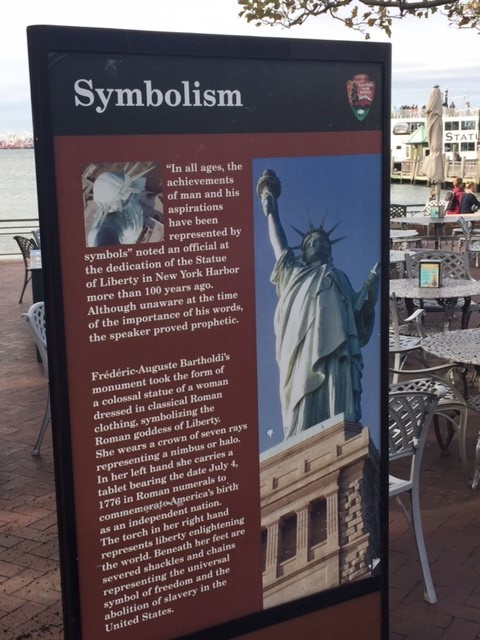 Symbolism
"In all ages, the
achievements
of man and his
aspirations
have been
represented by
symbols" noted an official at
the dedication of the Statue
of Liberty in New York Harbor
more than 100 years ago.
Although unaware at the time
of the importance of his words,
the speaker proved prophetic.
Frédéric-Auguste Bartholdi's
monument took the form of
a colossal statue of a woman
dressed in classical Roman
clothing, symbolizing the
Roman goddess of Liberty.
She wears a crown of seven rays
representing a nimbus or halo.
In her left hand she carries a
tablet bearing the date July 4,
1776 in Roman numerals to
commemorate America's birth
as an independent nation.
The torch in her right hand
represents liberty enlightening
the world. Beneath her feet are
severed shackles and chains
representing the universal
symbol of freedom and the
abolition of slavery in the
United States.